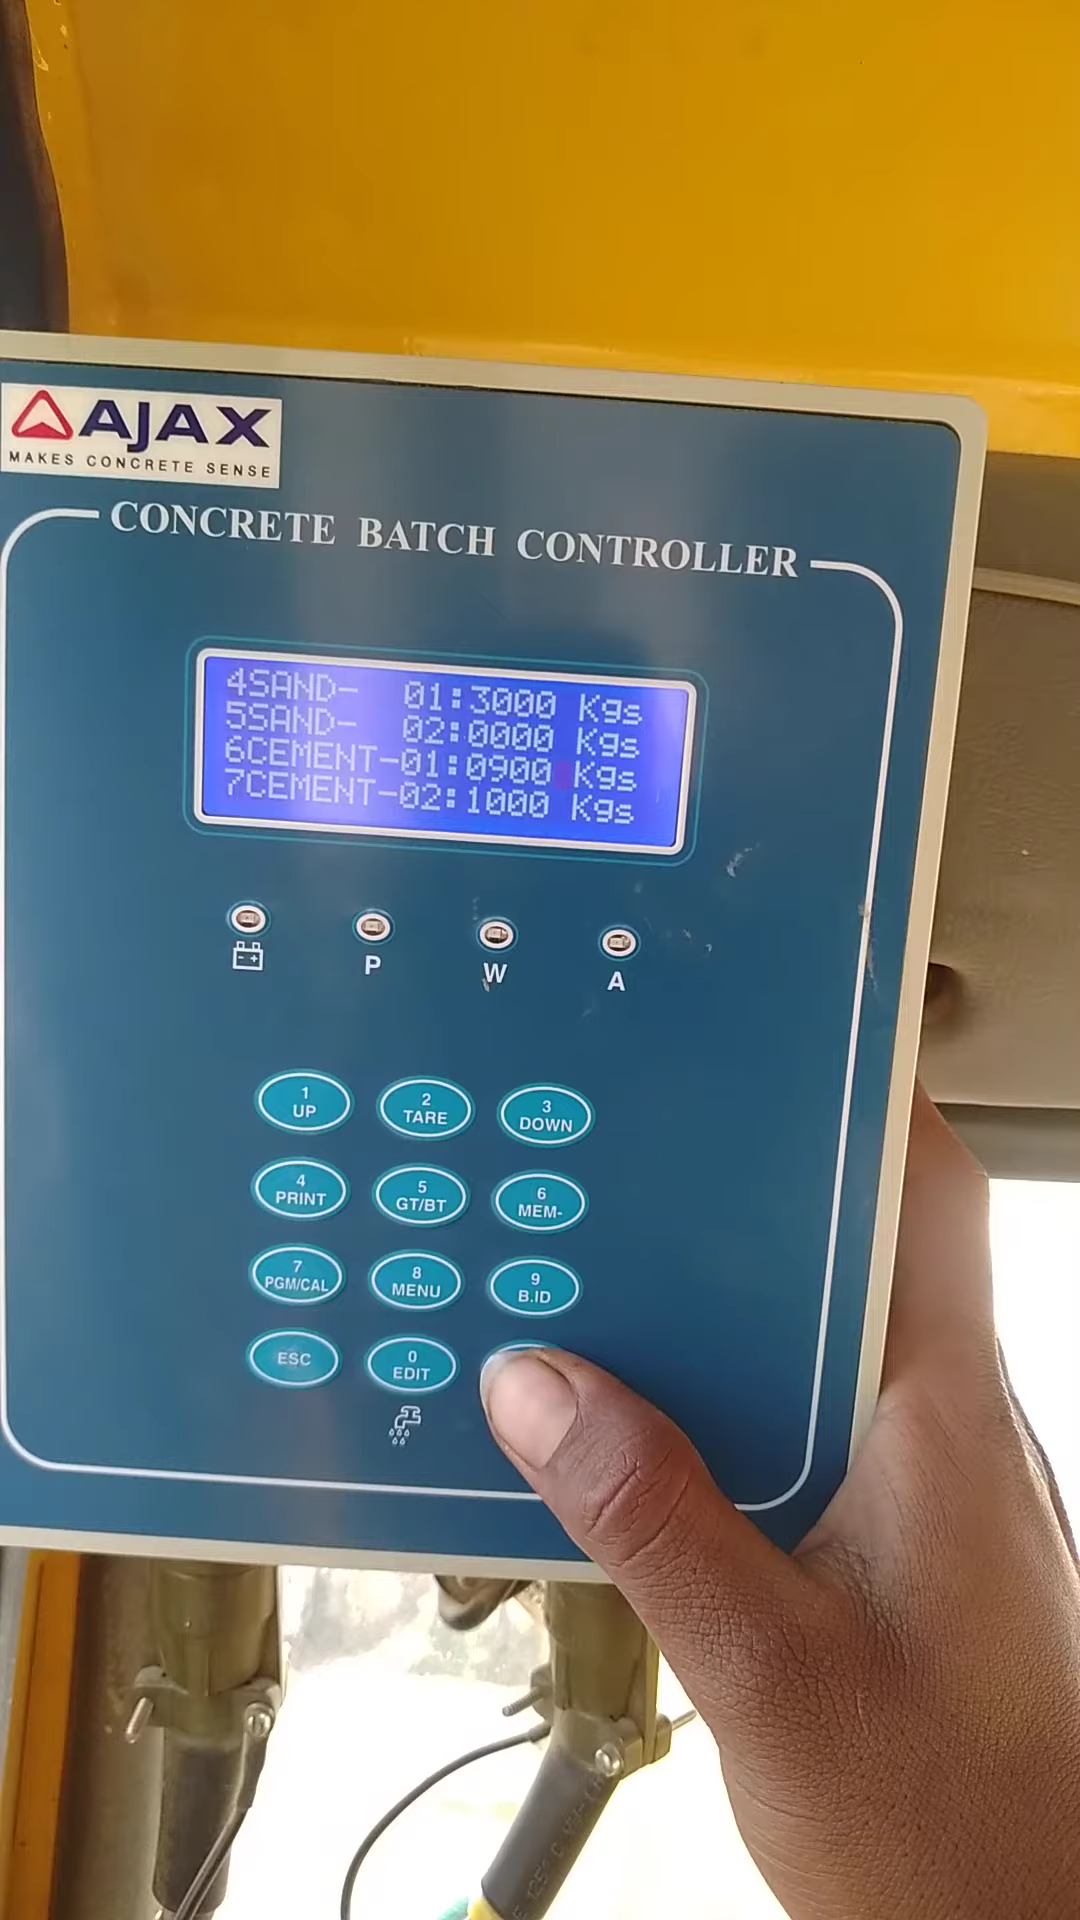 AJAX
MAKES CONCRETE SENSE
CONCRETE BATCH CONTROLLER
4SAND- 01:3000 Kgs
5SAND- 02:0000 Kgs
6CEMENT-01:0900 Kgs
7CEMENT-02:1000 Kgs
P W A
1 UP
2 TARE
3 DOWN
4 PRINT
5 GT/BT
6 MEM-
7 PGM/CAL
8 MENU
9 B.ID
ESC
0 EDIT